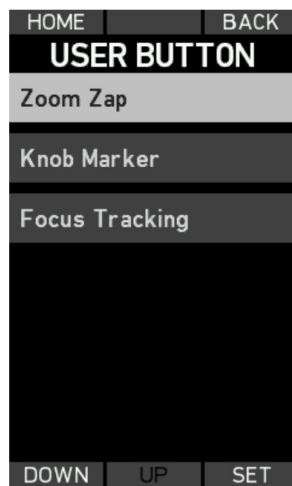 HOME BACK
USER BUTTON
Zoom Zap
Knob Marker
Focus Tracking
DOWN UP SET